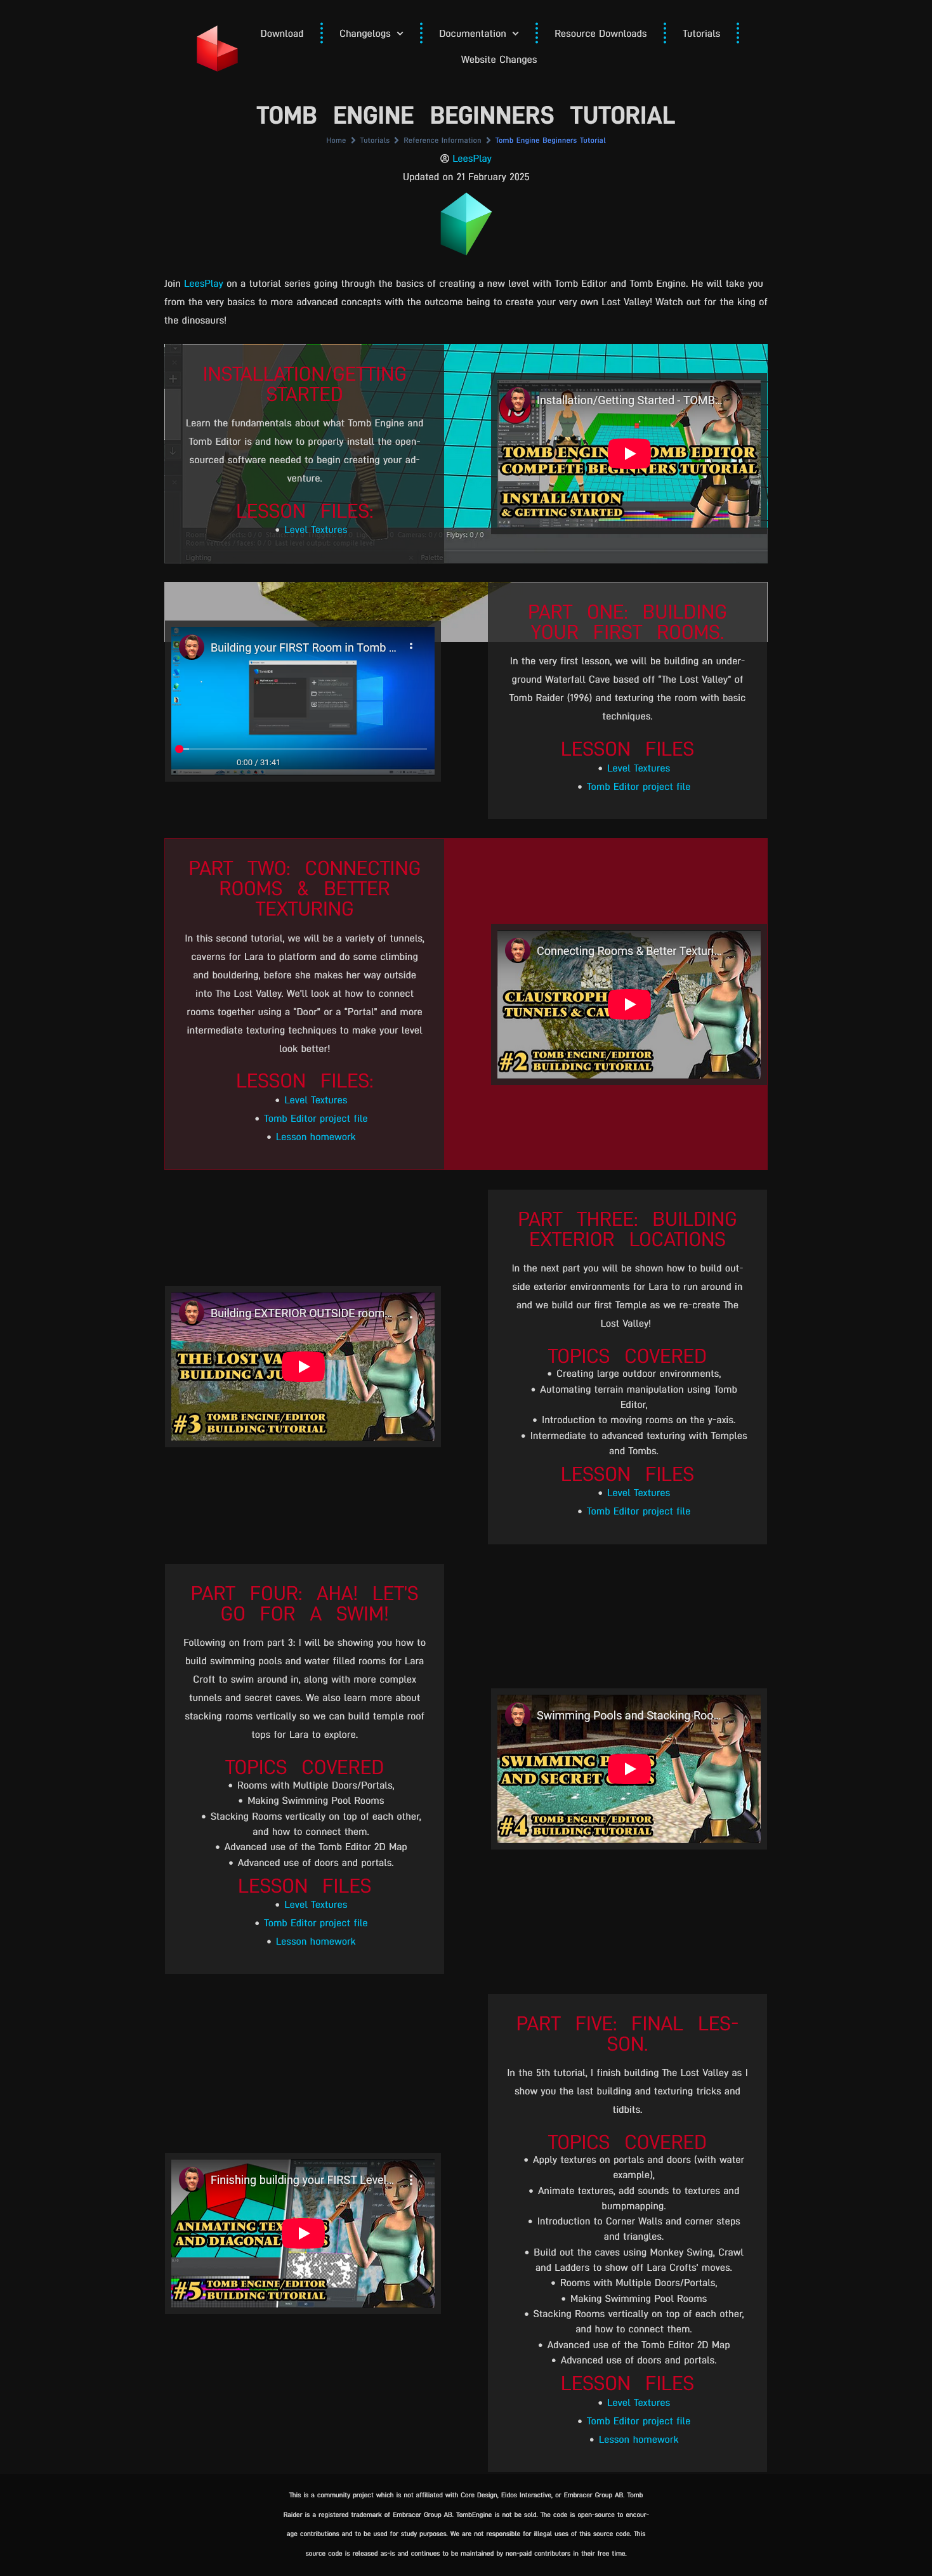 Download
Changelogs
Documentation
Resource Downloads
Tutorials
Website Changes
TOMB ENGINE BEGINNERS TUTORIAL
Home > Tutorials > Reference Information > Tomb Engine Beginners Tutorial
LeesPlay
Updated on 21 February 2025
Join LeesPlay on a tutorial series going through the basics of creating a new level with Tomb Editor and Tomb Engine. He will take you
from the very basics to more advanced concepts with the outcome being to create your very own Lost Valley! Watch out for the king of
the dinosaurs!
INSTALLATION/GETTING
STARTED
Learn the fundamentals about what Tomb Engine and
Tomb Editor is and how to properly install the open-
sourced software needed to begin creating your ad-
venture.
LESSON FILES:
• Level Textures
Flybys: 0 / 0
Lighting
Palette
Installation/Getting Started - TOMB...
TOMB ENGIN OMB EDITOR
COMPLETE BEGINNERS TUTORIAL
INSTALLATION
& GETTING STARTED
Building your FIRST Room in Tomb ...
0:00 / 31:41
PART ONE: BUILDING
YOUR FIRST ROOMS.
In the very first lesson, we will be building an under-
ground Waterfall Cave based off "The Lost Valley" of
Tomb Raider (1996) and texturing the room with basic
techniques.
LESSON FILES
• Level Textures
• Tomb Editor project file
PART TWO: CONNECTING
ROOMS & BETTER
TEXTURING
In this second tutorial, we will be a variety of tunnels,
caverns for Lara to platform and do some climbing
and bouldering, before she makes her way outside
into The Lost Valley. We'll look at how to connect
rooms together using a "Door" or a "Portal" and more
intermediate texturing techniques to make your level
look better!
LESSON FILES:
• Level Textures
• Tomb Editor project file
• Lesson homework
Connecting Rooms & Better Texturi...
CLAUSTROPH
TUNNELS & CAV
#2 TOMB ENGINE/EDITOR
BUILDING TUTORIAL
Building EXTERIOR OUTSIDE room...
THE LOST VA
BUILDING A JU
#3 TOMB ENGINE/EDITOR
BUILDING TUTORIAL
PART THREE: BUILDING
EXTERIOR LOCATIONS
In the next part you will be shown how to build out-
side exterior environments for Lara to run around in
and we build our first Temple as we re-create The
Lost Valley!
TOPICS COVERED
• Creating large outdoor environments,
• Automating terrain manipulation using Tomb
Editor,
• Introduction to moving rooms on the y-axis.
• Intermediate to advanced texturing with Temples
and Tombs.
LESSON FILES
• Level Textures
• Tomb Editor project file
PART FOUR: AHA! LET'S
GO FOR A SWIM!
Following on from part 3: I will be showing you how to
build swimming pools and water filled rooms for Lara
Croft to swim around in, along with more complex
tunnels and secret caves. We also learn more about
stacking rooms vertically so we can build temple roof
tops for Lara to explore.
TOPICS COVERED
• Rooms with Multiple Doors/Portals,
• Making Swimming Pool Rooms
• Stacking Rooms vertically on top of each other,
and how to connect them.
• Advanced use of the Tomb Editor 2D Map
• Advanced use of doors and portals.
LESSON FILES
• Level Textures
• Tomb Editor project file
• Lesson homework
Swimming Pools and Stacking Roo...
SWIMMING P S
AND SECRET S
#4 TOMB ENGINE/EDITOR
BUILDING TUTORIAL
Finishing building your FIRST Level...
ANIMATING TEX S
AND DIAGONAL S
#5 TOMB ENGINE/EDITOR
BUILDING TUTORIAL
PART FIVE: FINAL LES-
SON.
In the 5th tutorial, I finish building The Lost Valley as I
show you the last building and texturing tricks and
tidbits.
TOPICS COVERED
• Apply textures on portals and doors (with water
example),
• Animate textures, add sounds to textures and
bumpmapping.
• Introduction to Corner Walls and corner steps
and triangles.
• Build out the caves using Monkey Swing, Crawl
and Ladders to show off Lara Crofts' moves.
• Rooms with Multiple Doors/Portals,
• Making Swimming Pool Rooms
• Stacking Rooms vertically on top of each other,
and how to connect them.
• Advanced use of the Tomb Editor 2D Map
• Advanced use of doors and portals.
LESSON FILES
• Level Textures
• Tomb Editor project file
• Lesson homework
This is a community project which is not affiliated with Core Design, Eidos Interactive, or Embracer Group AB. Tomb
Raider is a registered trademark of Embracer Group AB. TombEngine is not be sold. The code is open-source to encour-
age contributions and to be used for study purposes. We are not responsible for illegal uses of this source code. This
source code is released as-is and continues to be maintained by non-paid contributors in their free time.